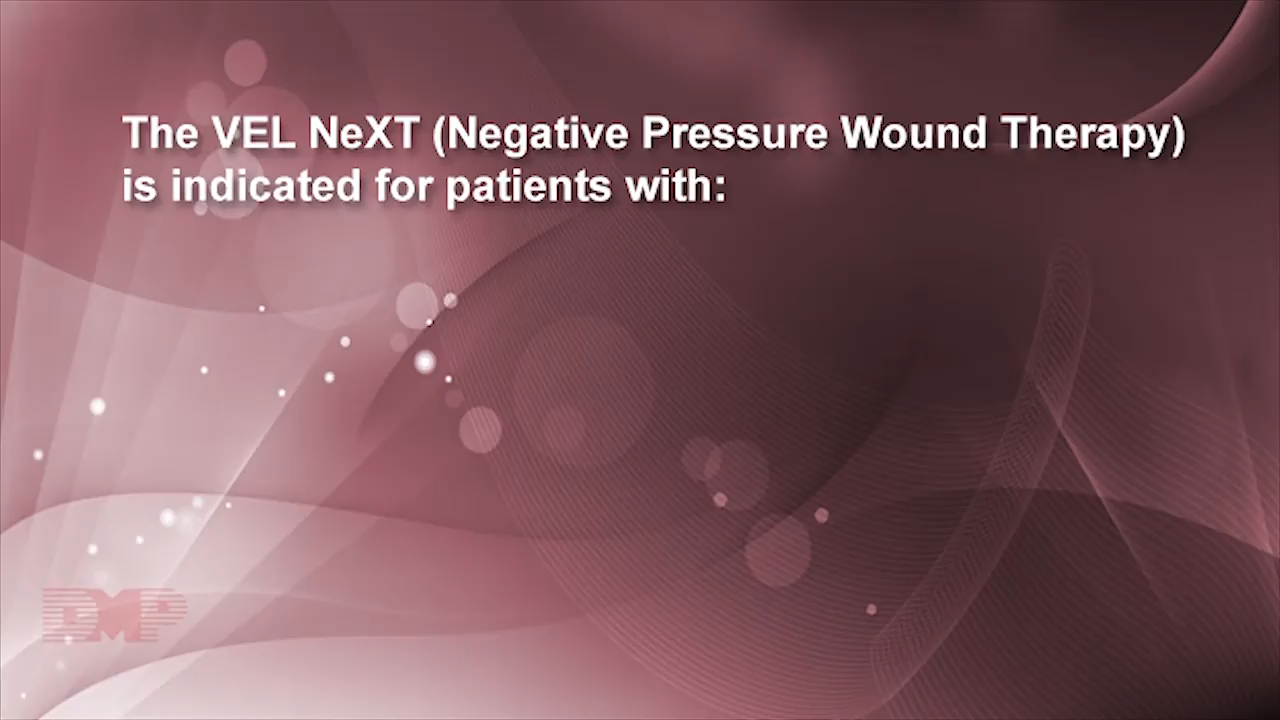 The VEL NeXT (Negative Pressure Wound Therapy)
is indicated for patients with:
DMP